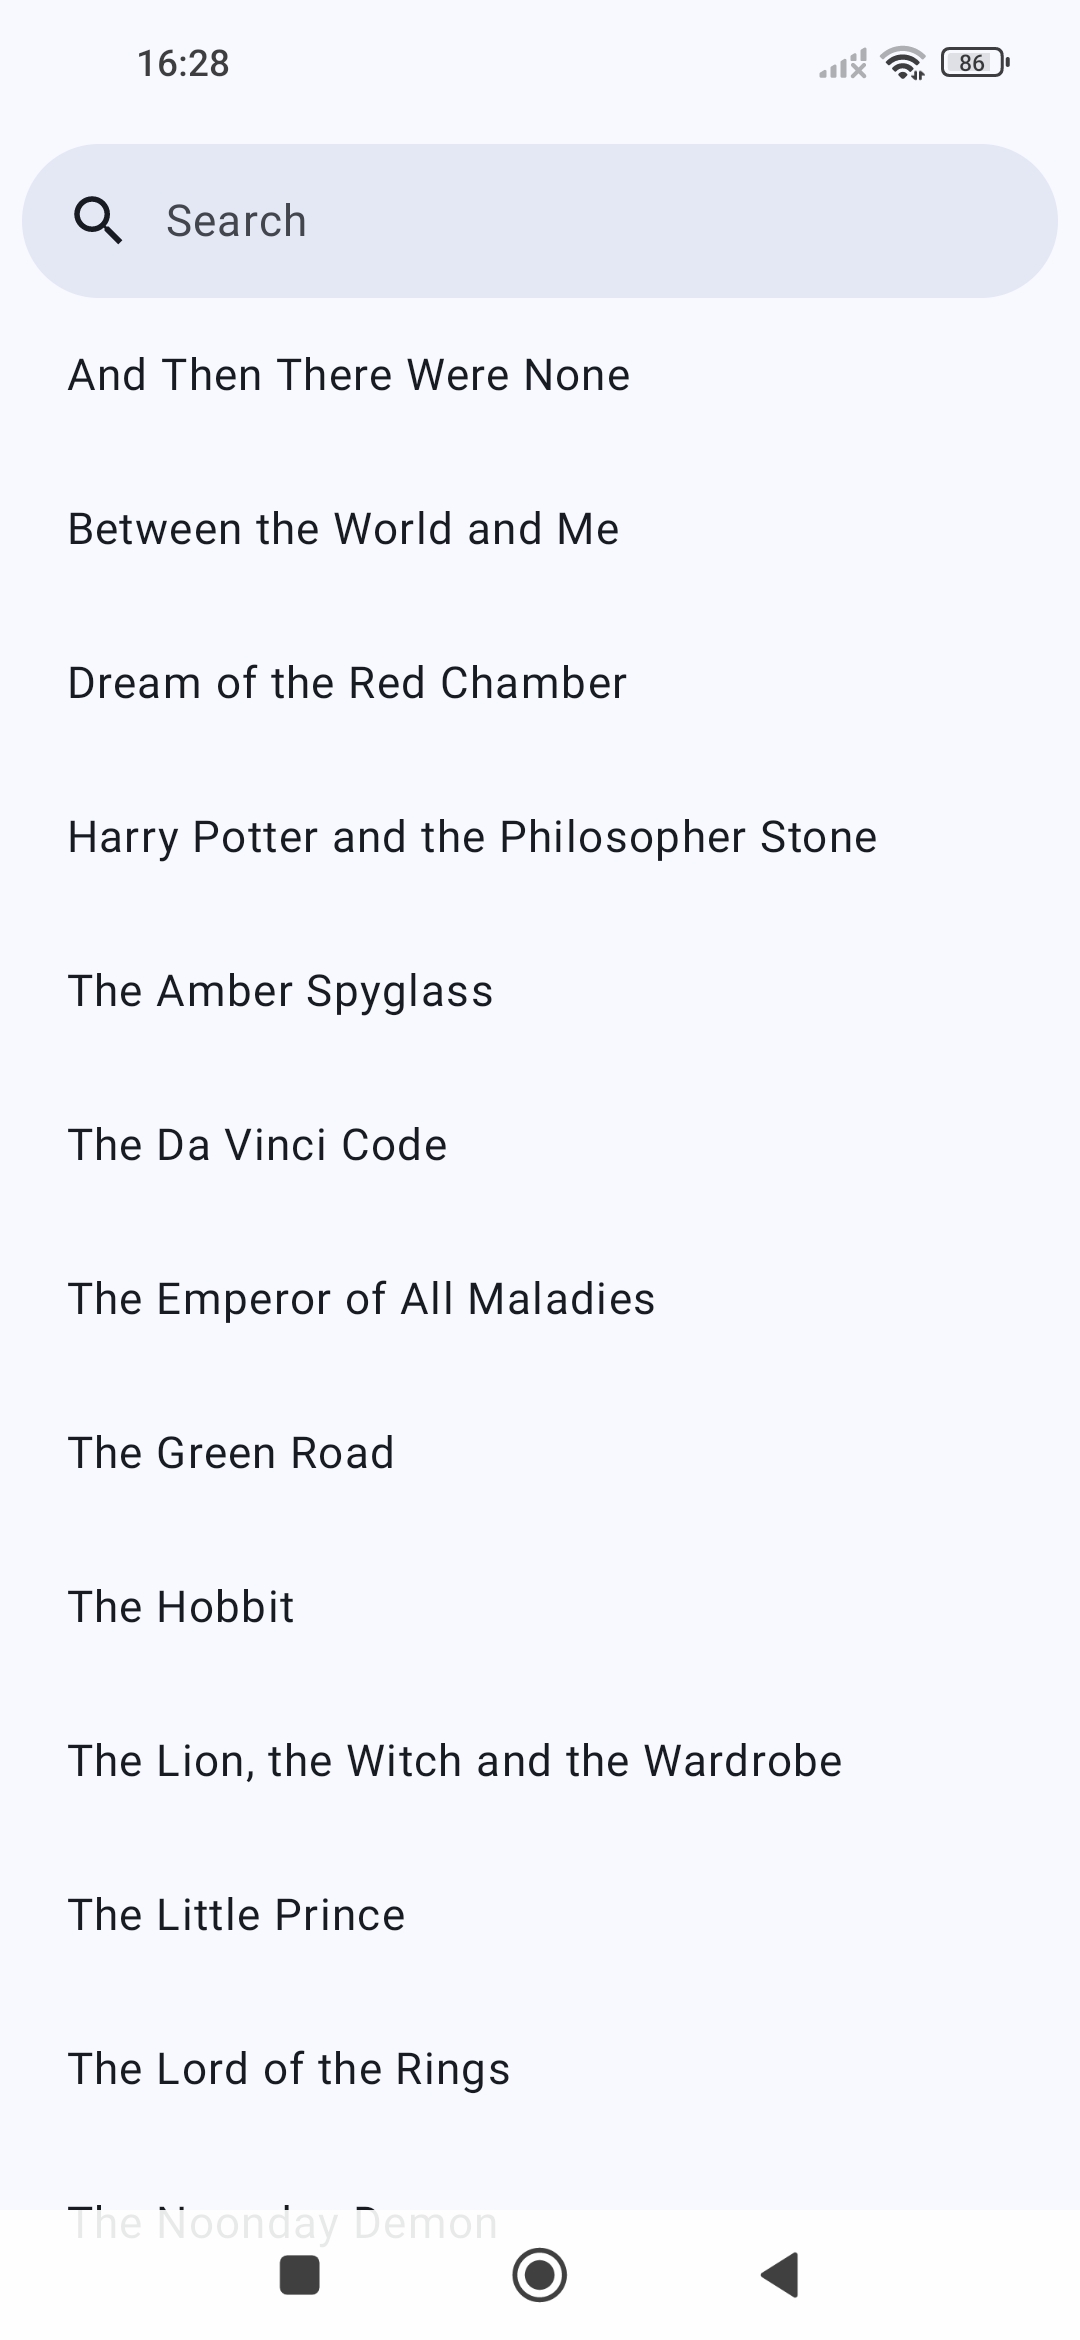 16:28
86
Search
And Then There Were None
Between the World and Me
Dream of the Red Chamber
Harry Potter and the Philosopher Stone
The Amber Spyglass
The Da Vinci Code
The Emperor of All Maladies
The Green Road
The Hobbit
The Lion, the Witch and the Wardrobe
The Little Prince
The Lord of the Rings
The Noonday Demon